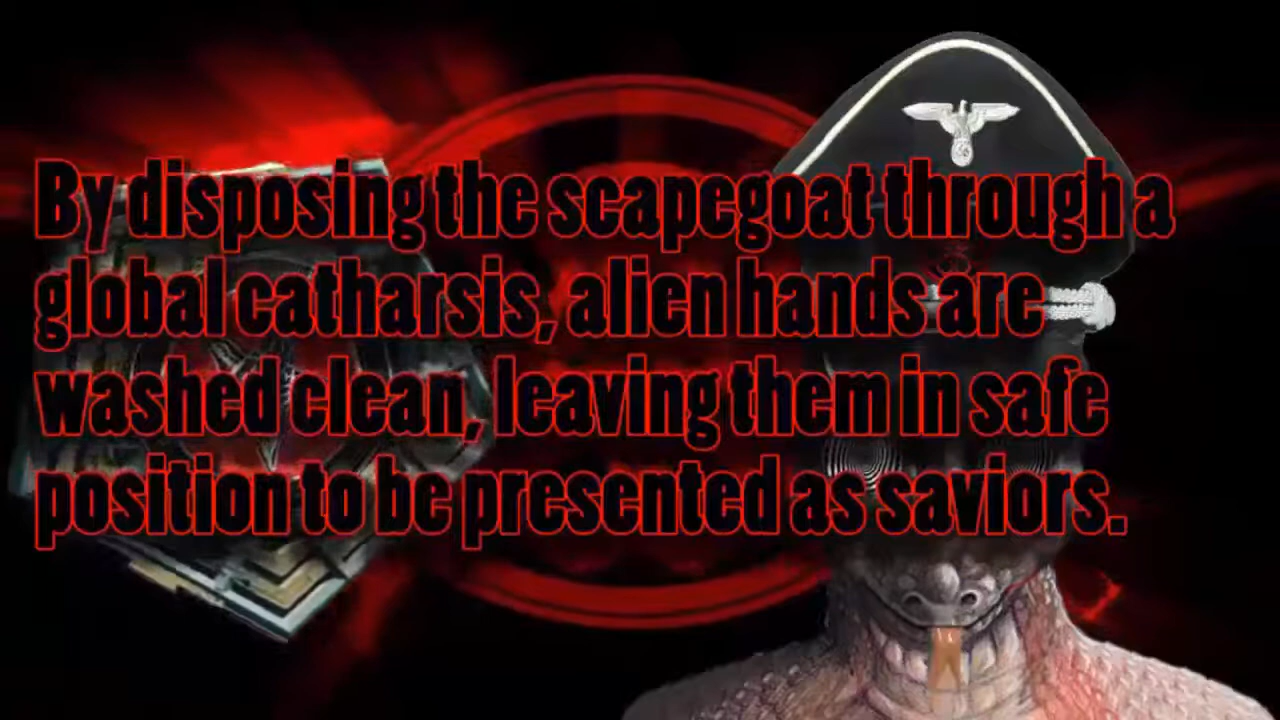 By disposing the scapegoat through a
global catharsis, alien hands are
washed clean, leaving them in safe
position to be presented as saviors.